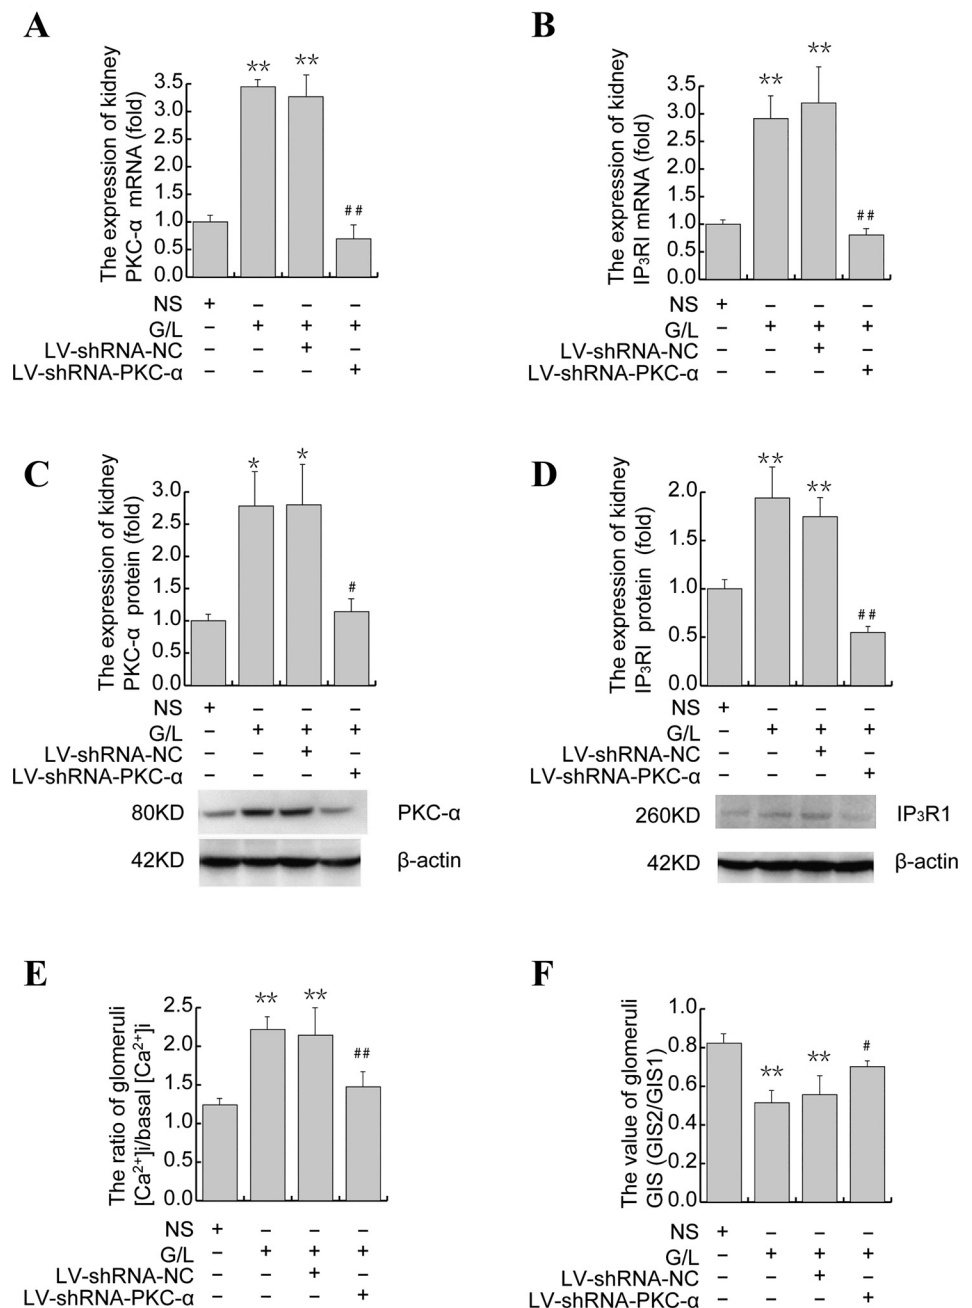 A
The expression of kidney
PKC-α mRNA (fold)
3.5
3.0
2.5
2.0
1.5
1.0
0.5
0.0
** ** ##
NS + − − −
G/L − + + +
LV-shRNA-NC − − + −
LV-shRNA-PKC-α − − − +
B
The expression of kidney
IP₃RI mRNA (fold)
3.5
3.0
2.5
2.0
1.5
1.0
0.5
0.0
** ** ##
NS + − − −
G/L − + + +
LV-shRNA-NC − − + −
LV-shRNA-PKC-α − − − +
C
The expression of kidney
PKC-α protein (fold)
3.0
2.5
2.0
1.5
1.0
0.5
0.0
* * #
NS + − − −
G/L − + + +
LV-shRNA-NC − − + −
LV-shRNA-PKC-α − − − +
80KD PKC-α
42KD β-actin
D
The expression of kidney
IP₃RI protein (fold)
2.0
1.5
1.0
0.5
0.0
** ** ##
NS + − − −
G/L − + + +
LV-shRNA-NC − − + −
LV-shRNA-PKC-α − − − +
260KD IP₃R1
42KD β-actin
E
The ratio of glomeruli
[Ca²⁺]i/basal [Ca²⁺]i
2.5
2.0
1.5
1.0
0.5
0.0
** ** ##
NS + − − −
G/L − + + +
LV-shRNA-NC − − + −
LV-shRNA-PKC-α − − − +
F
The value of glomeruli
GIS (GIS2/GIS1)
1.0
0.8
0.6
0.4
0.2
0.0
** ** #
NS + − − −
G/L − + + +
LV-shRNA-NC − − + −
LV-shRNA-PKC-α − − − +